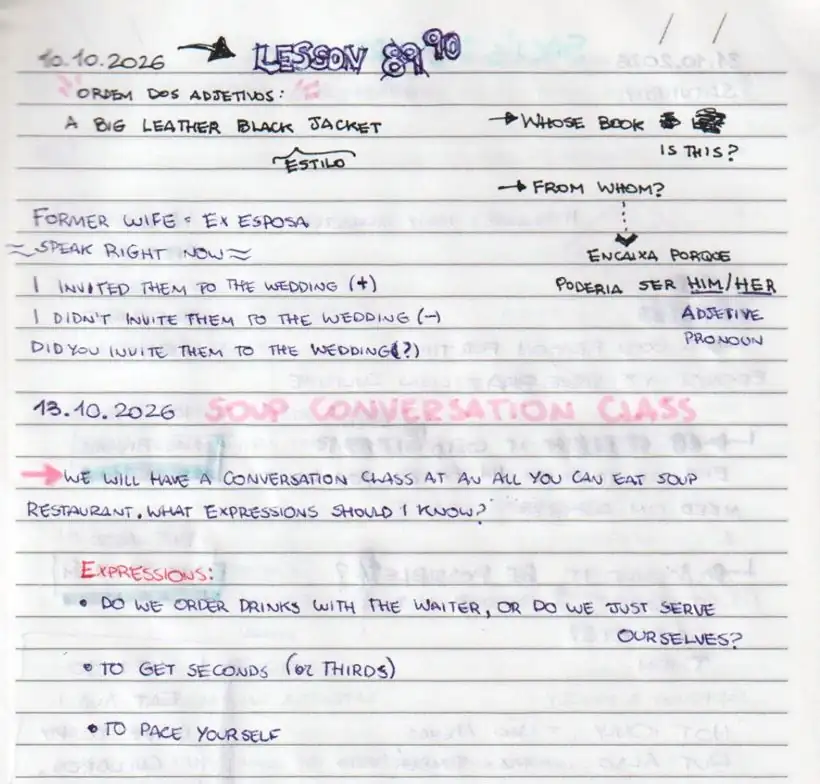 10.10.2026 → LESSON 89 90
ORDEM DOS ADJETIVOS:
A BIG LEATHER BLACK JACKET
ESTILO
→ WHOSE BOOK
IS THIS?
→ FROM WHOM?
ENCAIXA PORQUE
PODERIA SER HIM/HER
ADJETIVE
PRONOUN
FORMER WIFE = EX ESPOSA
≈ SPEAK RIGHT NOW ≈
I INVITED THEM TO THE WEDDING (+)
I DIDN'T INVITE THEM TO THE WEDDING (-)
DID YOU INVITE THEM TO THE WEDDING (?)
13.10.2026 SOUP CONVERSATION CLASS
→ WE WILL HAVE A CONVERSATION CLASS AT AN ALL YOU CAN EAT SOUP
RESTAURANT. WHAT EXPRESSIONS SHOULD I KNOW?
EXPRESSIONS:
• DO WE ORDER DRINKS WITH THE WAITER, OR DO WE JUST SERVE
OURSELVES?
• TO GET SECONDS (or THIRDS)
• TO PACE YOURSELF